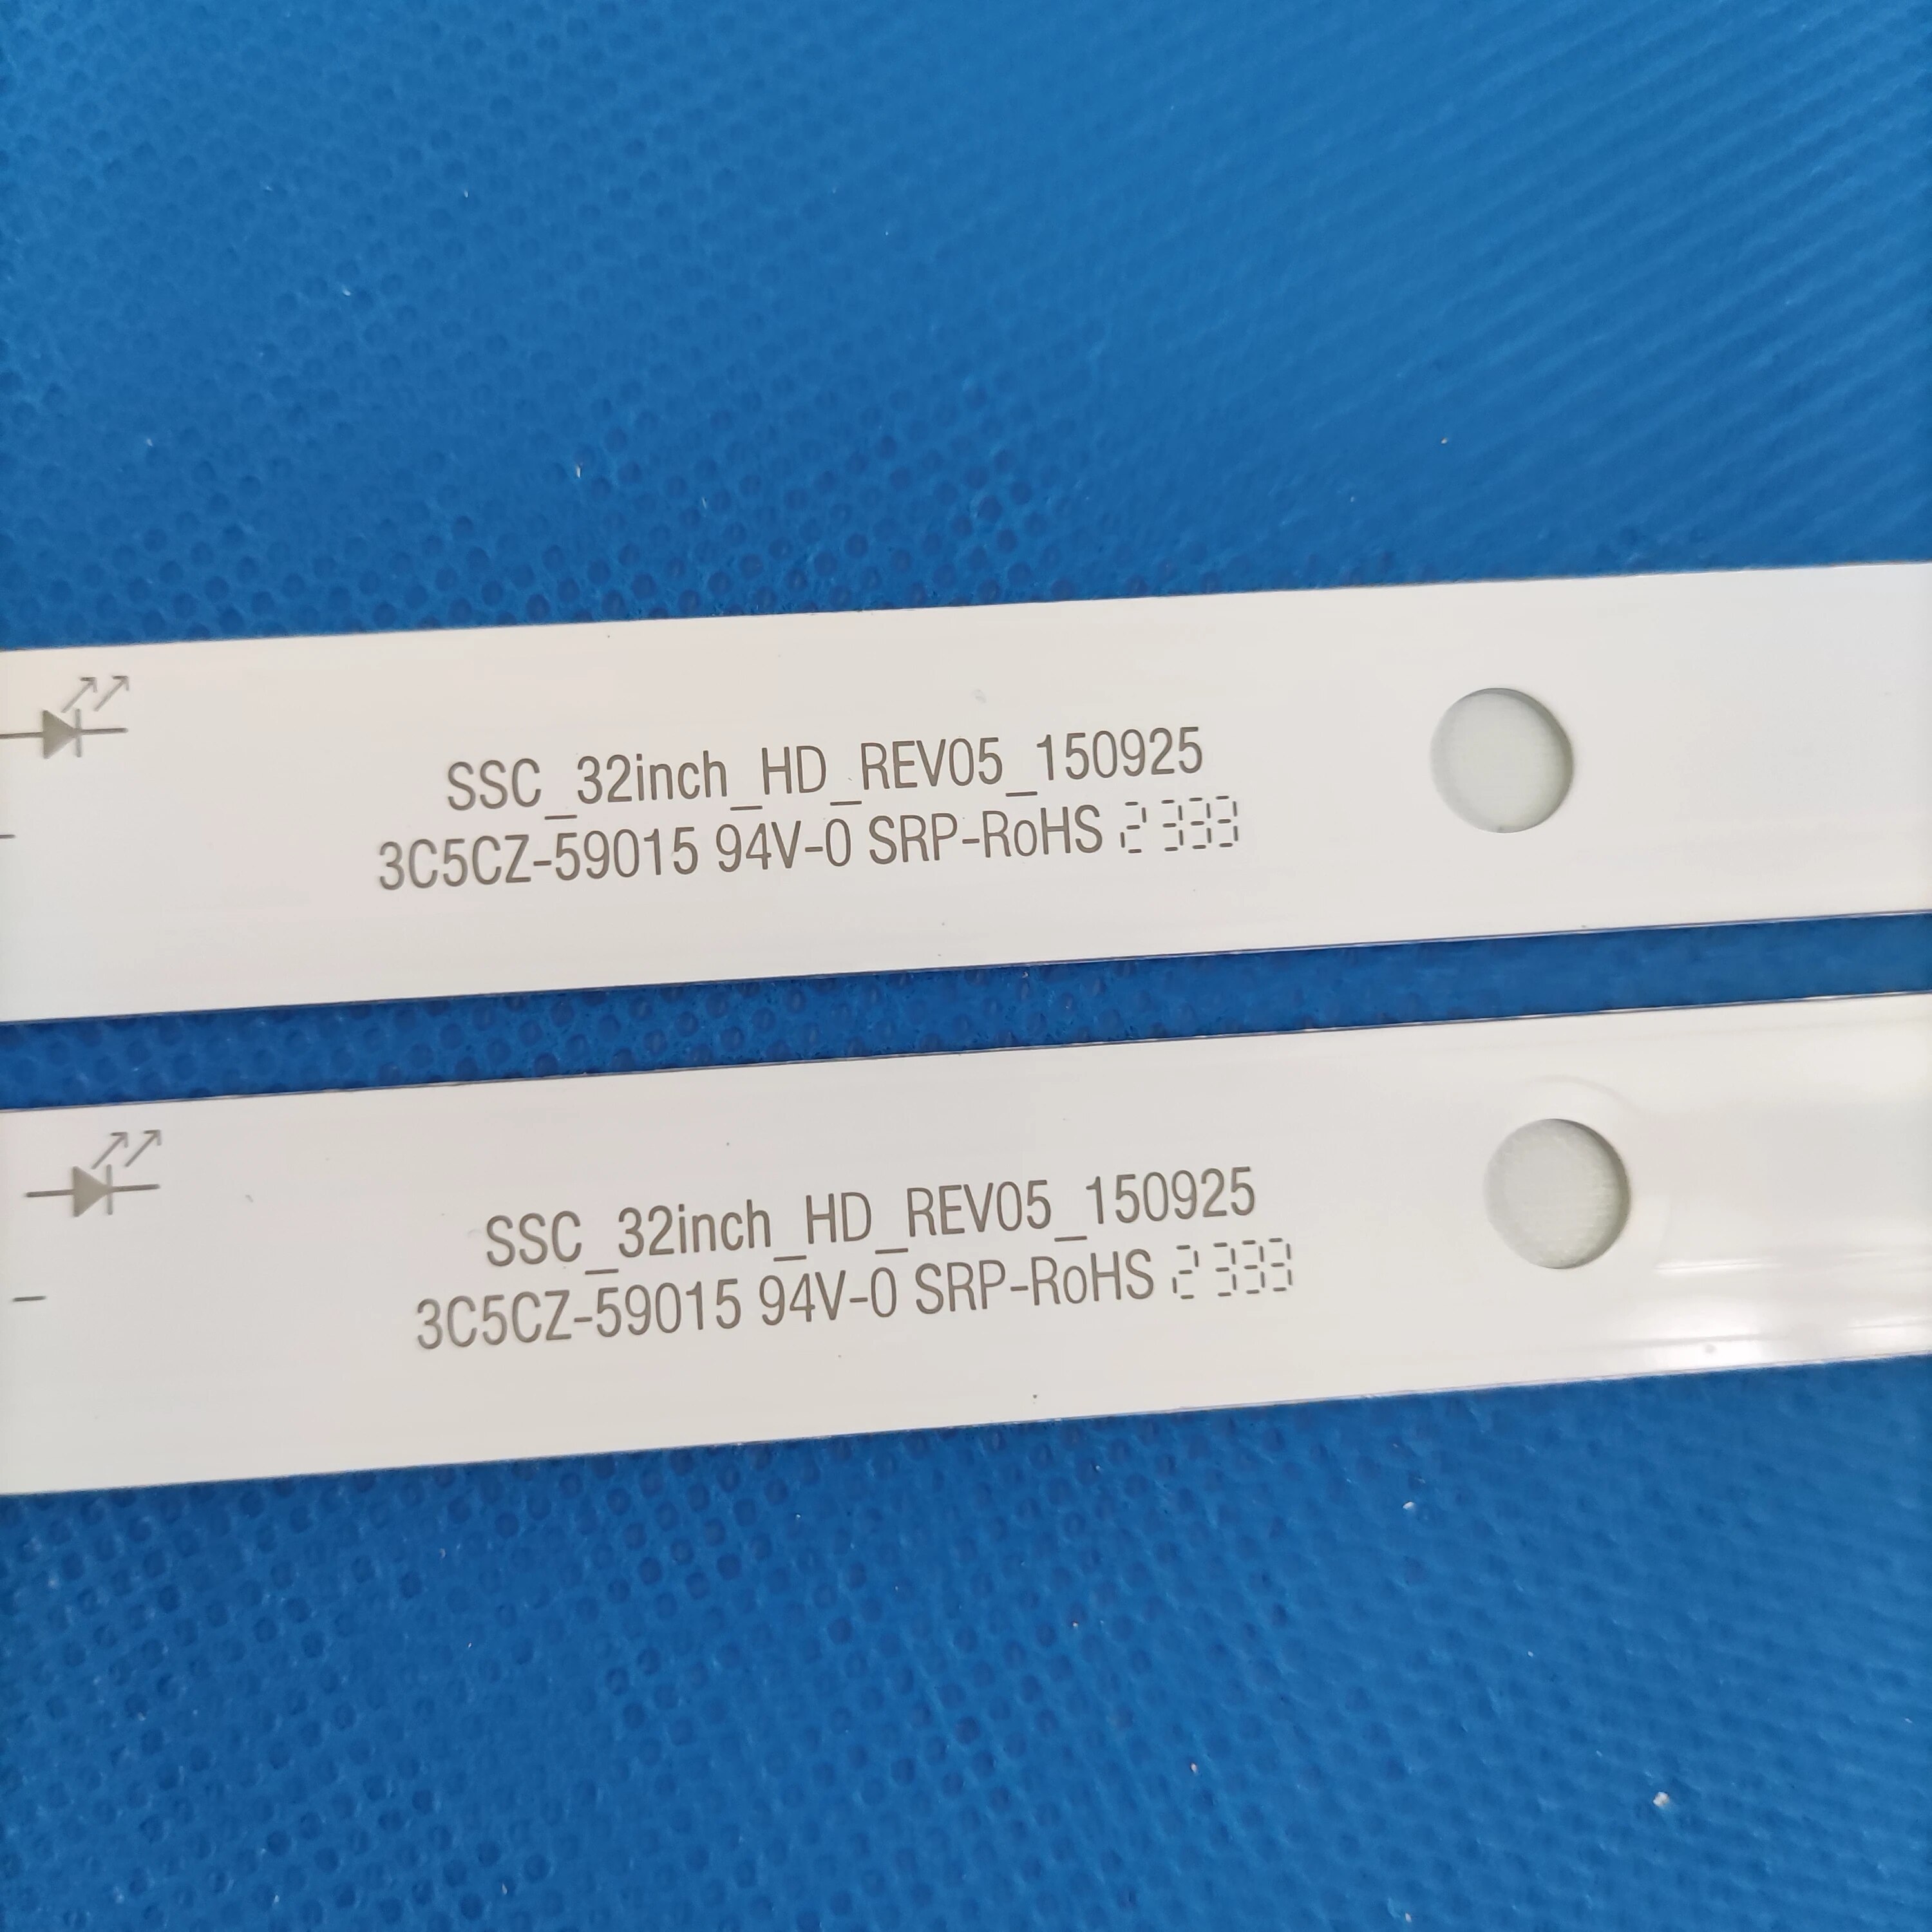 SSC_32inch_HD_REV05_150925
3C5CZ-59015 94V-0 SRP-RoHS 2333
SSC_32inch_HD_REV05_150925
3C5CZ-59015 94V-0 SRP-RoHS 2333